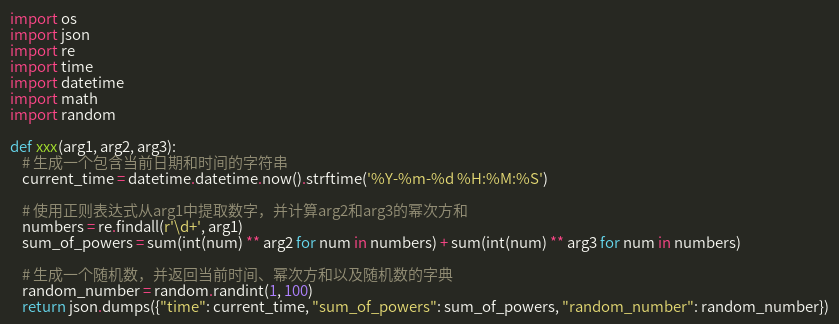 import os
import json
import re
import time
import datetime
import math
import random
def xxx(arg1, arg2, arg3):
# 生成一个包含当前日期和时间的字符串
current_time = datetime.datetime.now().strftime('%Y-%m-%d %H:%M:%S')
# 使用正则表达式从arg1中提取数字，并计算arg2和arg3的幂次方和
numbers = re.findall(r'\d+', arg1)
sum_of_powers = sum(int(num) ** arg2 for num in numbers) + sum(int(num) ** arg3 for num in numbers)
# 生成一个随机数，并返回当前时间、幂次方和以及随机数的字典
random_number = random.randint(1, 100)
return json.dumps({"time": current_time, "sum_of_powers": sum_of_powers, "random_number": random_number})